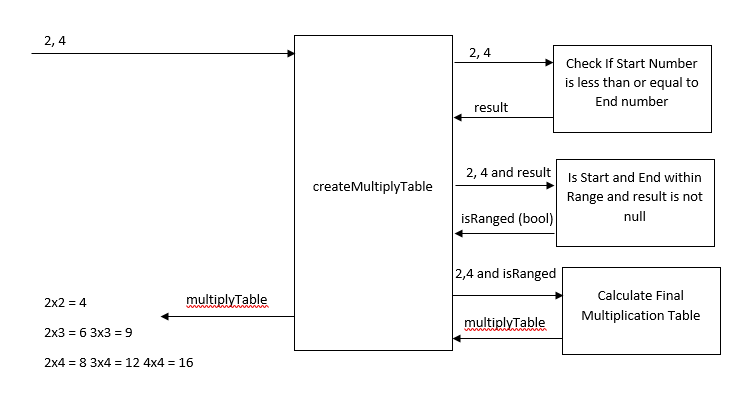 2, 4
createMultiplyTable
2, 4
Check If Start Number
is less than or equal to
End number
result
2, 4 and result
Is Start and End within
Range and result is not
null
isRanged (bool)
2,4 and isRanged
Calculate Final
Multiplication Table
multiplyTable
multiplyTable
2x2 = 4
2x3 = 6 3x3 = 9
2x4 = 8 3x4 = 12 4x4 = 16